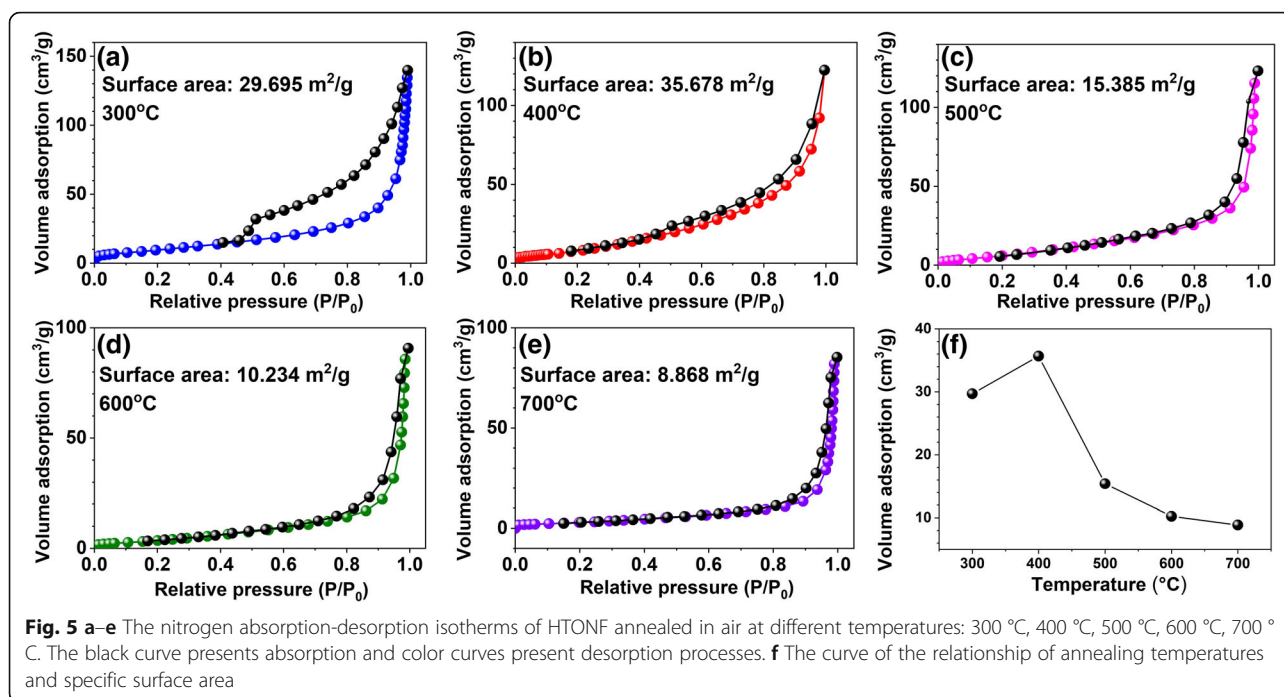 (a)
Surface area: 29.695 m²/g
300°C
Volume adsorption (cm³/g)
150
100
50
0
0.0 0.2 0.4 0.6 0.8 1.0
Relative pressure (P/P₀)
(b)
Surface area: 35.678 m²/g
400°C
Volume adsorption (cm³/g)
100
50
0
0.0 0.2 0.4 0.6 0.8 1.0
Relative pressure (P/P₀)
(c)
Surface area: 15.385 m²/g
500°C
Volume adsorption (cm³/g)
100
50
0
0.0 0.2 0.4 0.6 0.8 1.0
Relative pressure (P/P₀)
(d)
Surface area: 10.234 m²/g
600°C
Volume adsorption (cm³/g)
100
50
0
0.0 0.2 0.4 0.6 0.8 1.0
Relative pressure (P/P₀)
(e)
Surface area: 8.868 m²/g
700°C
Volume adsorption (cm³/g)
100
50
0
0.0 0.2 0.4 0.6 0.8 1.0
Relative pressure (P/P₀)
(f)
Volume adsorption (cm³/g)
40
30
20
10
300 400 500 600 700
Temperature (°C)
Fig. 5 a–e The nitrogen absorption-desorption isotherms of HTONF annealed in air at different temperatures: 300 °C, 400 °C, 500 °C, 600 °C, 700 °
C. The black curve presents absorption and color curves present desorption processes. f The curve of the relationship of annealing temperatures
and specific surface area